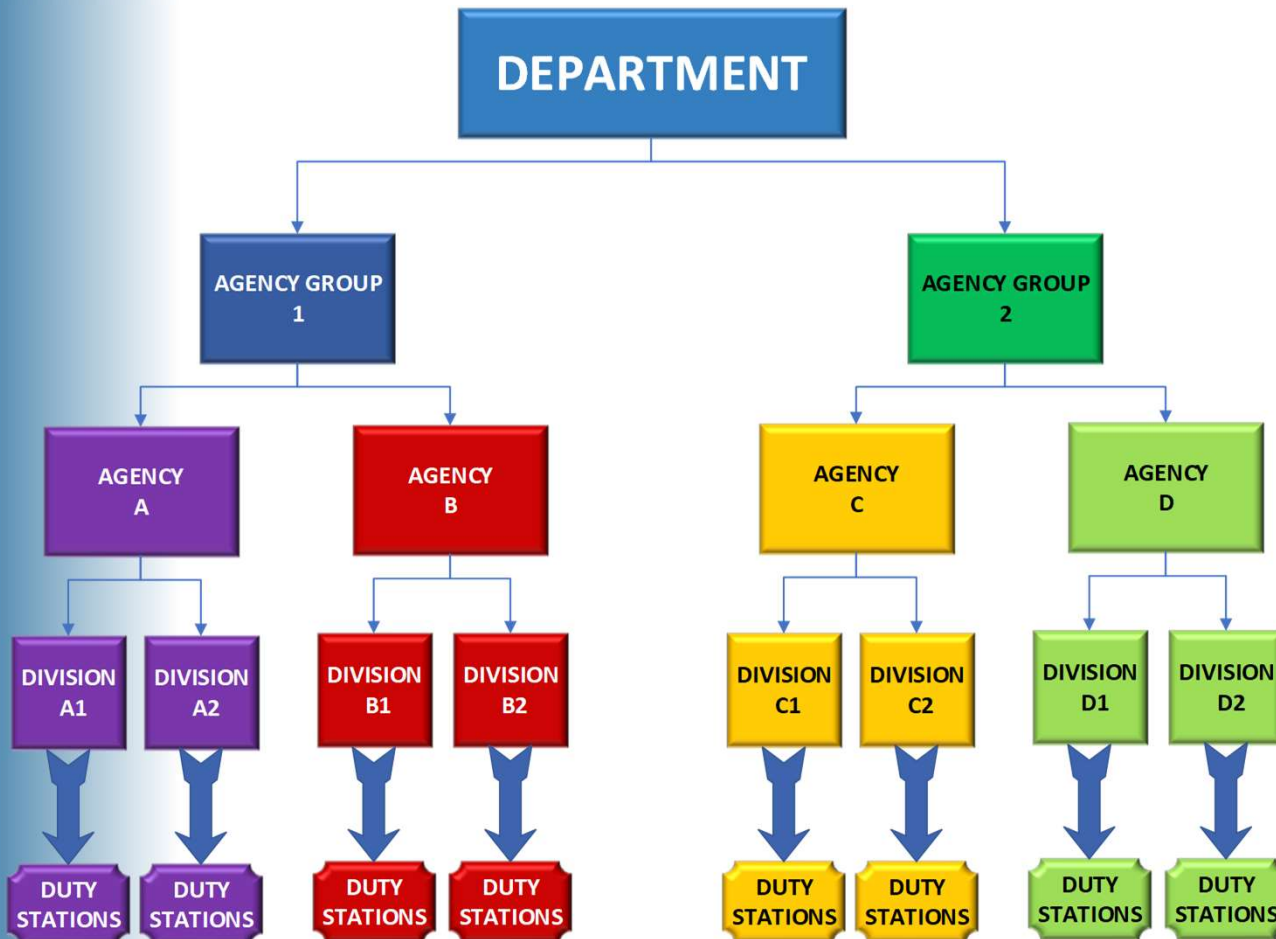 DEPARTMENT
AGENCY GROUP
1
AGENCY GROUP
2
AGENCY
A
AGENCY
B
AGENCY
C
AGENCY
D
DIVISION
A1
DIVISION
A2
DIVISION
B1
DIVISION
B2
DIVISION
C1
DIVISION
C2
DIVISION
D1
DIVISION
D2
DUTY
STATIONS
DUTY
STATIONS
DUTY
STATIONS
DUTY
STATIONS
DUTY
STATIONS
DUTY
STATIONS
DUTY
STATIONS
DUTY
STATIONS